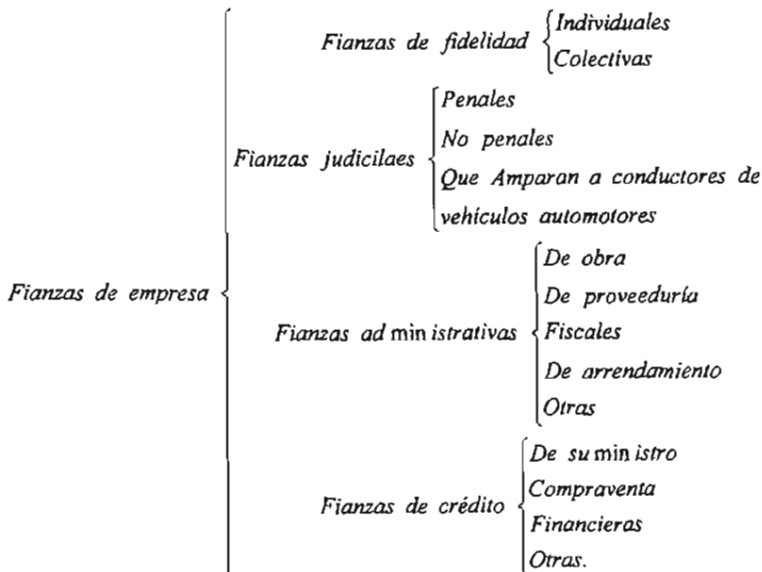 Fianzas de empresa
Fianzas de fidelidad
Individuales
Colectivas
Fianzas judicilaes
Penales
No penales
Que Amparan a conductores de
vehículos automotores
Fianzas ad min istrativas
De obra
De proveeduría
Fiscales
De arrendamiento
Otras
Fianzas de crédito
De su min istro
Compraventa
Financieras
Otras.